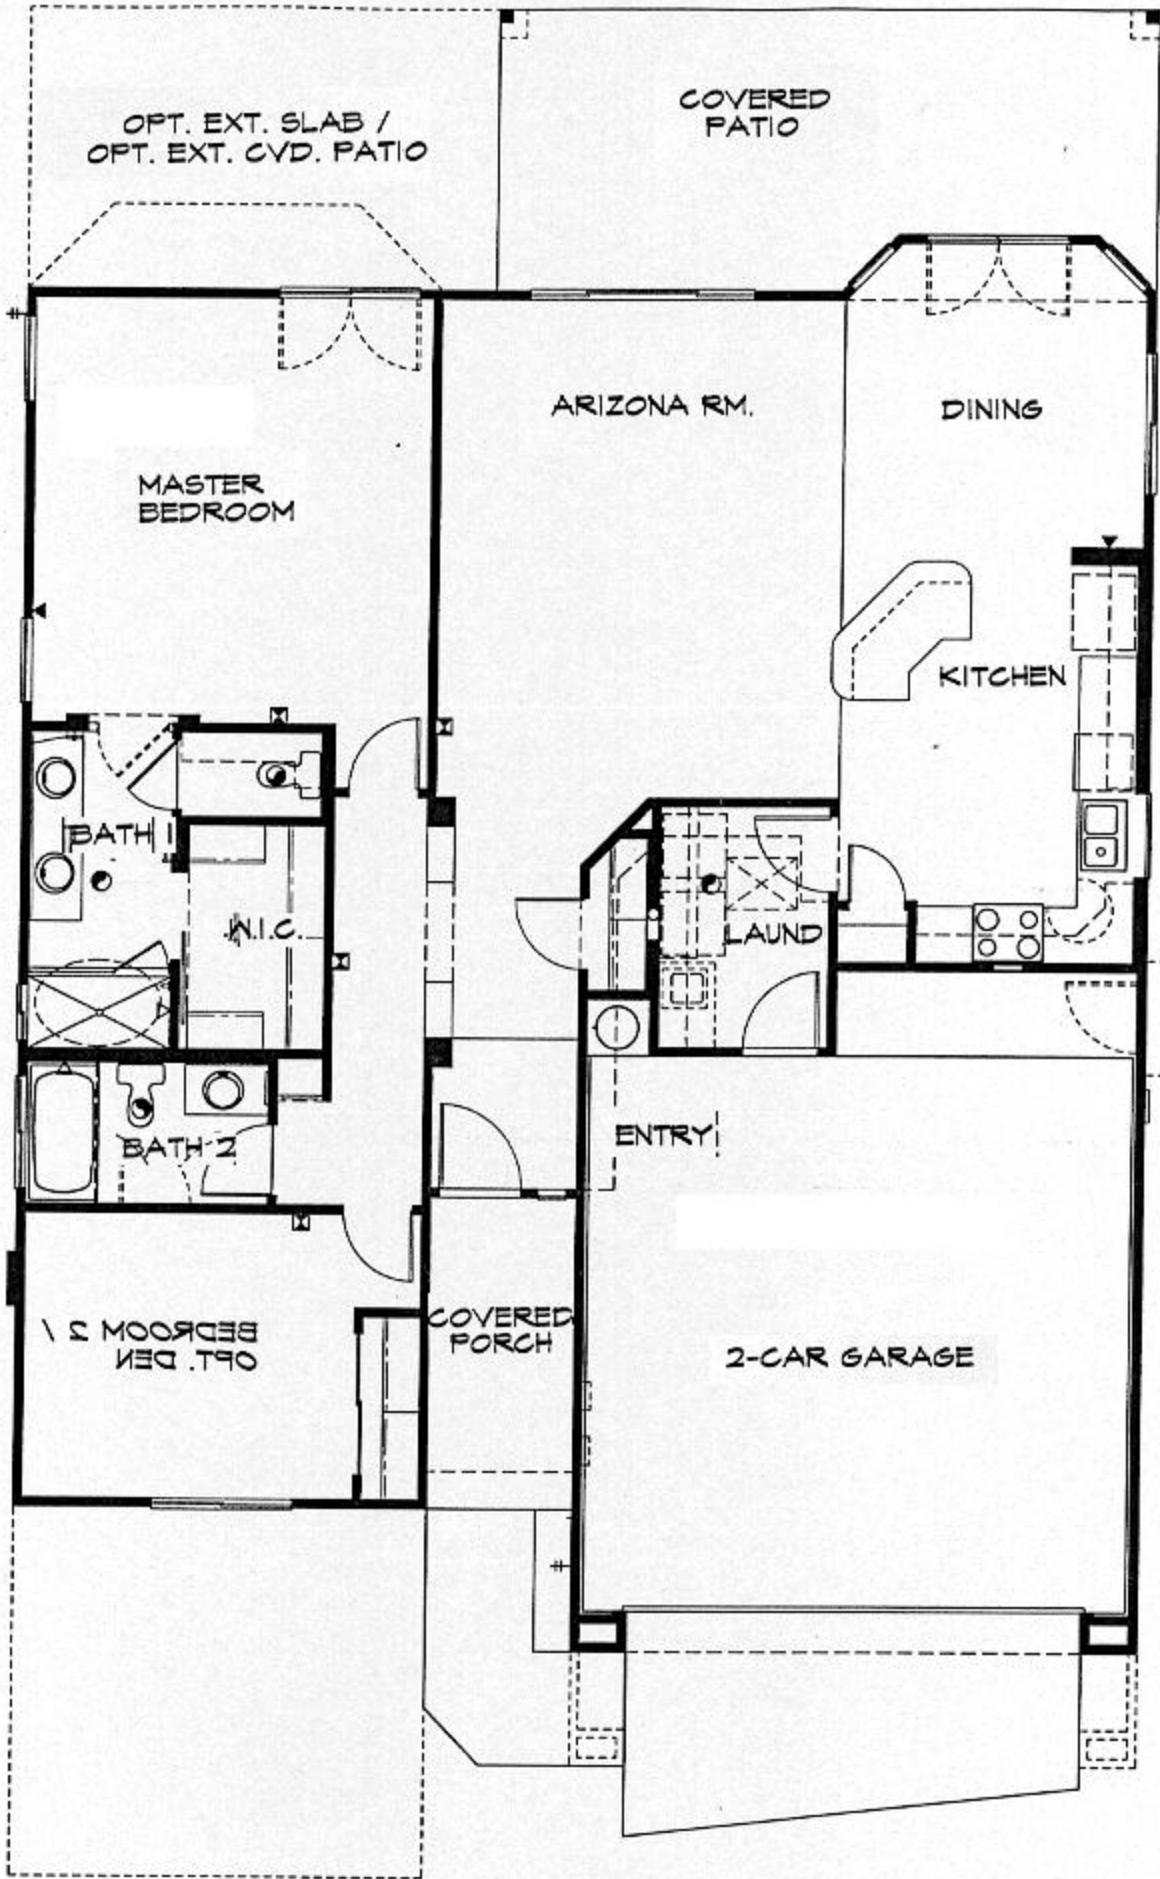 OPT. EXT. SLAB /
OPT. EXT. CVD. PATIO
COVERED
PATIO
ARIZONA RM.
DINING
MASTER
BEDROOM
KITCHEN
BATH 1
W.I.C.
LAUND
ENTRY
BATH 2
BEDROOM 2 /
OPT. DEN
COVERED
PORCH
2-CAR GARAGE